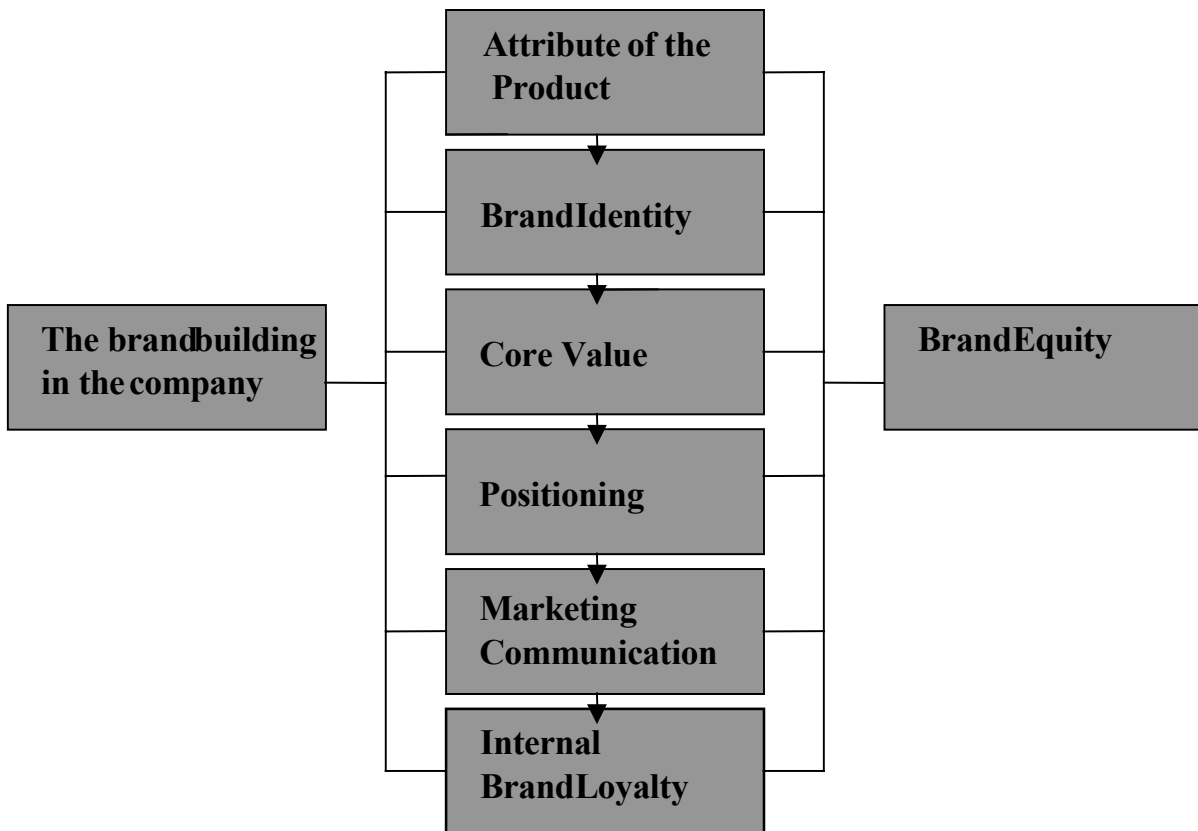 Attribute of the
Product
BrandIdentity
Core Value
The brandbuilding
in the company
BrandEquity
Positioning
Marketing
Communication
Internal
BrandLoyalty